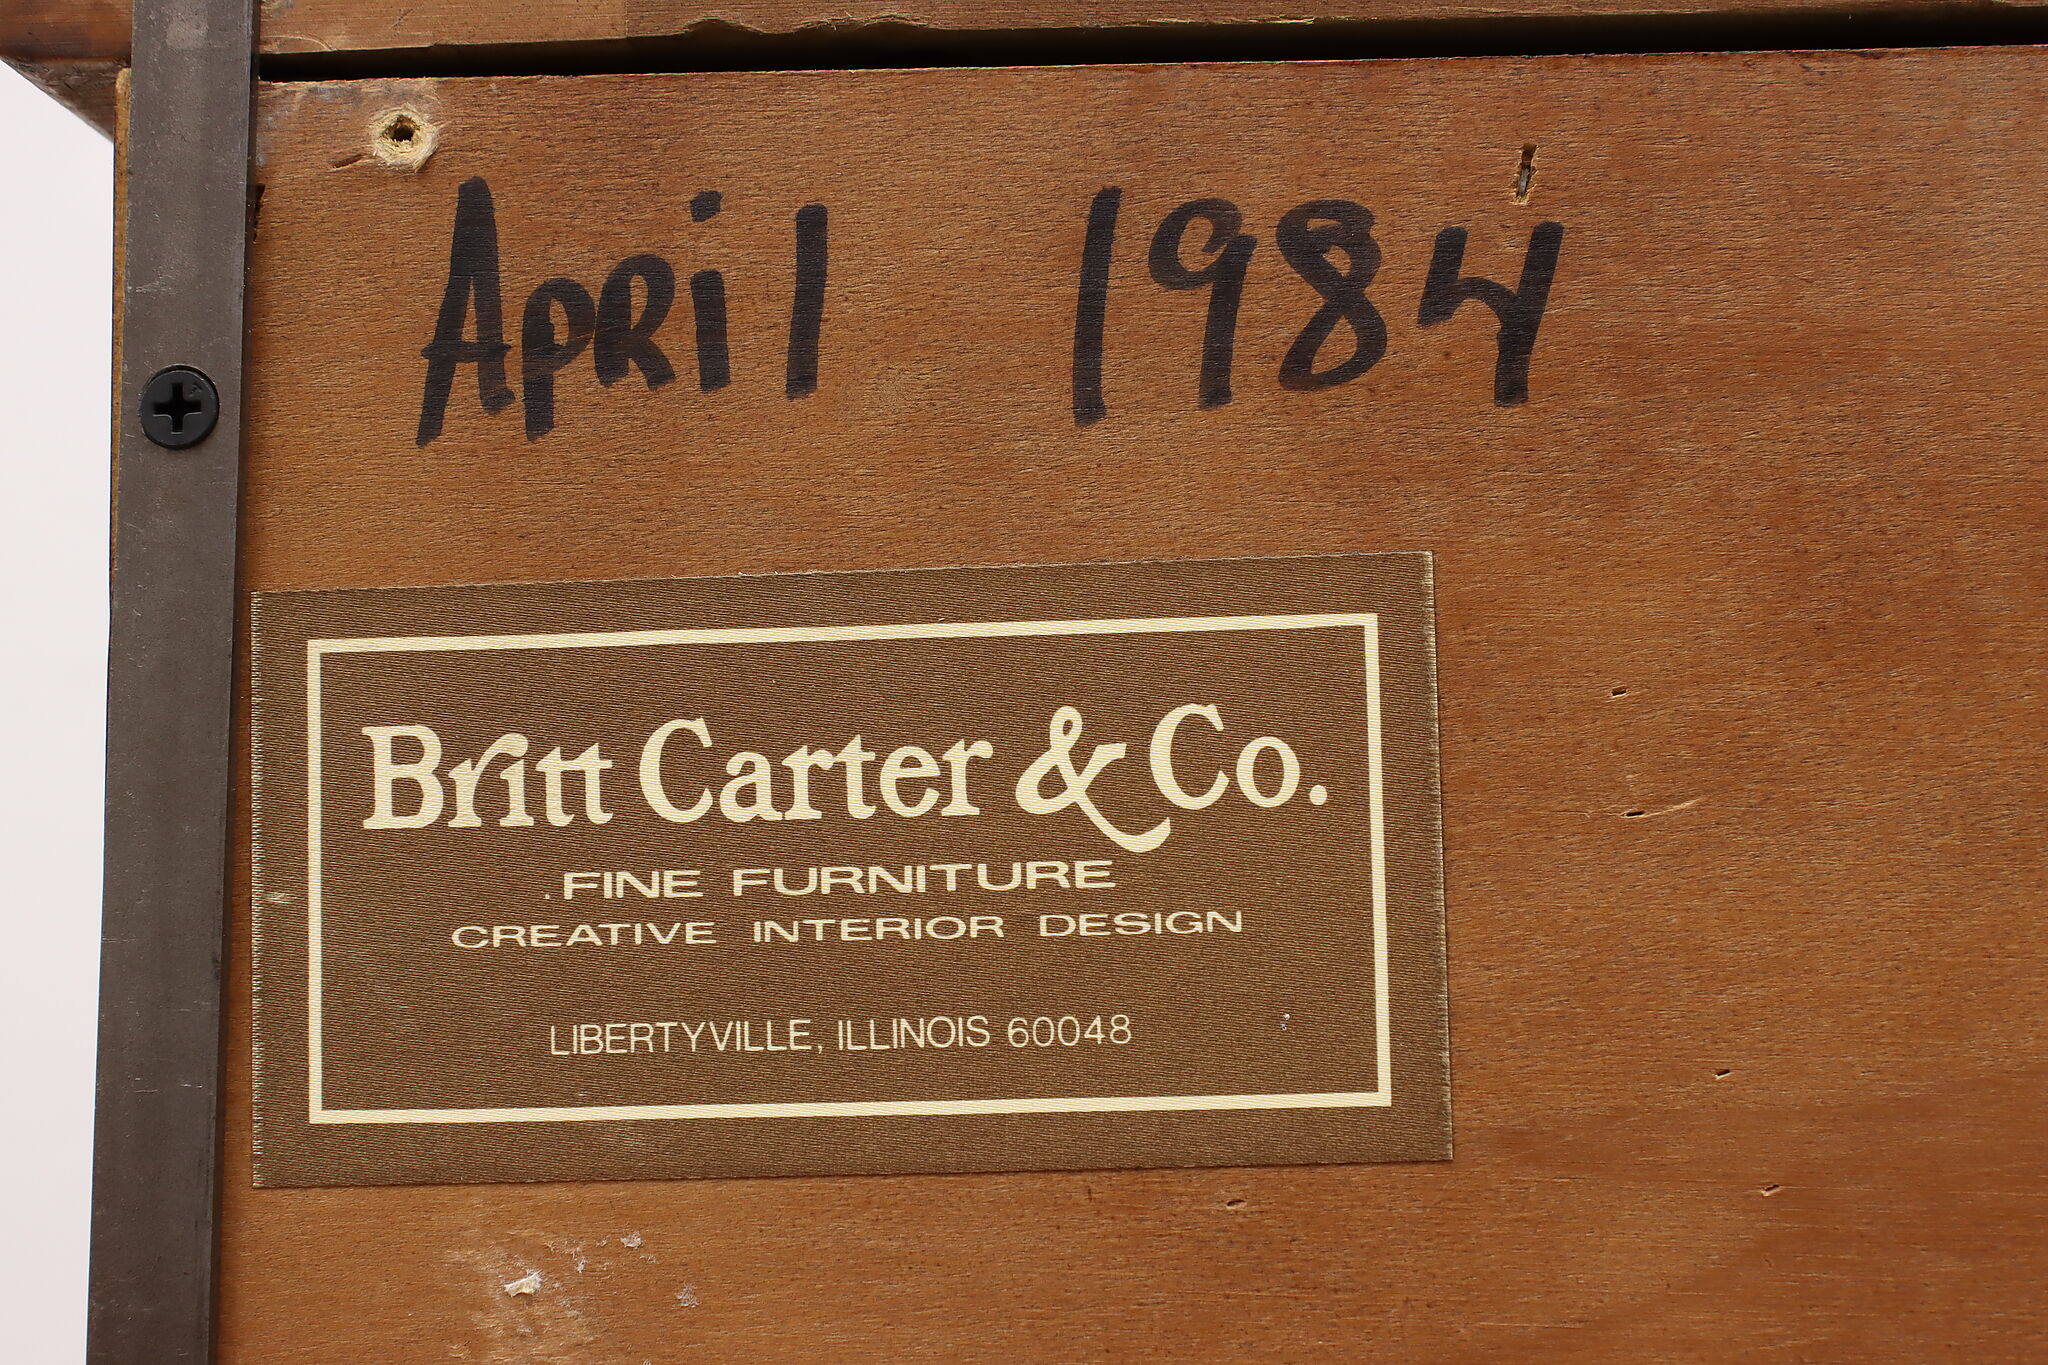 April 1984
Britt Carter & Co.
FINE FURNITURE
CREATIVE INTERIOR DESIGN
LIBERTYVILLE, ILLINOIS 60048